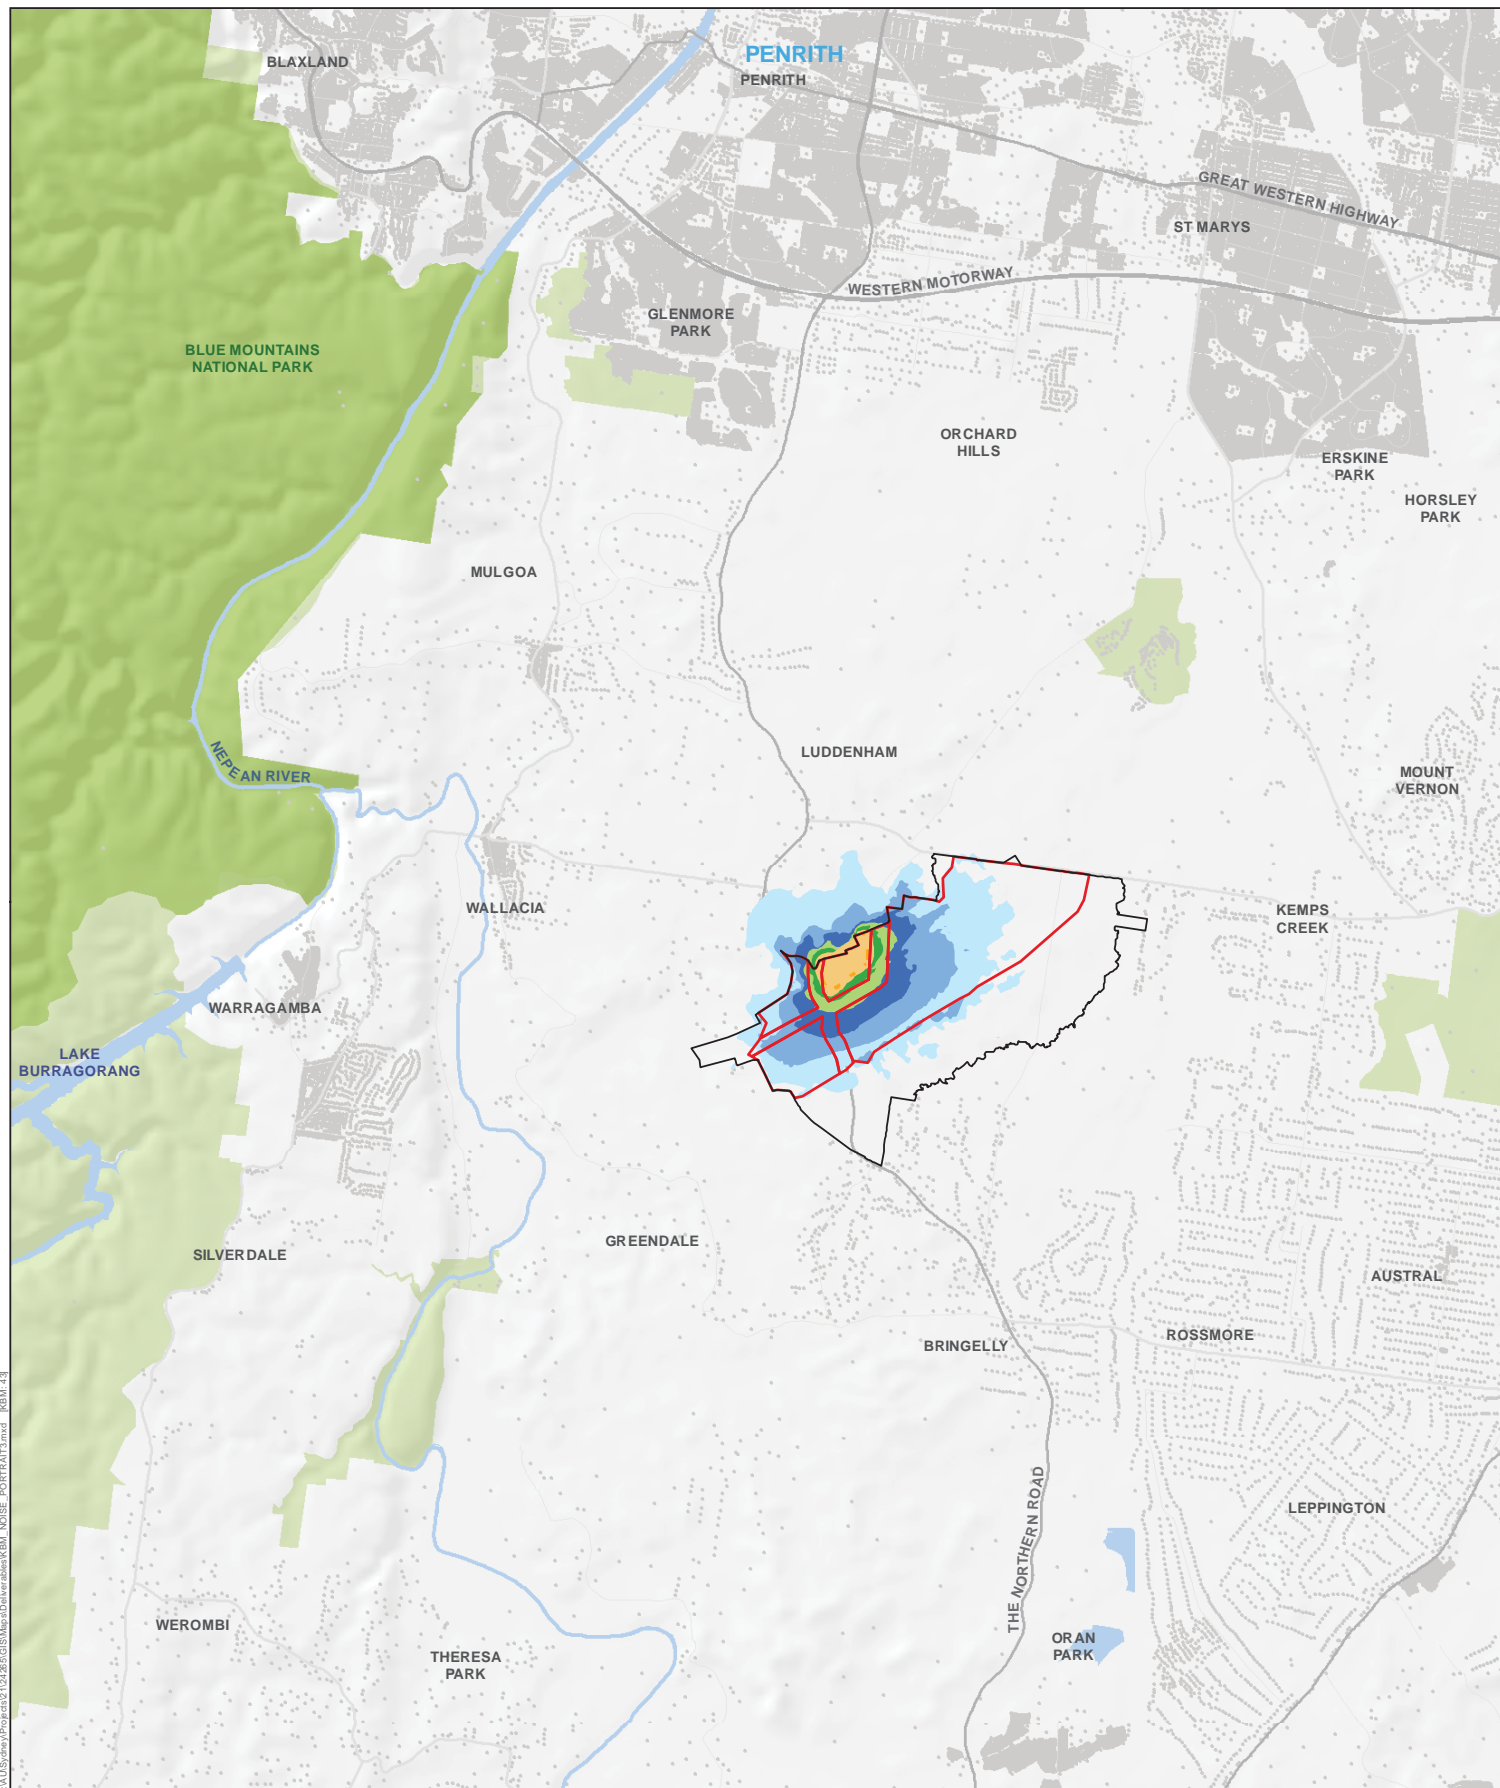 BLAXLAND
PENRITH
PENRITH
GREAT WESTERN HIGHWAY
ST MARYS
WESTERN MOTORWAY
GLENMORE
PARK
BLUE MOUNTAINS
NATIONAL PARK
ORCHARD
HILLS
ERSKINE
PARK
HORSLEY
PARK
MULGOA
LUDDENHAM
NEPEAN RIVER
MOUNT
VERNON
WALLACIA
KEMPS
CREEK
WARRAGAMBA
LAKE
BURRAGORANG
GREENDALE
SILVERDALE
AUSTRAL
ROSSMORE
BRINGELLY
THE NORTHERN ROAD
LEPPINGTON
WEROMBI
ORAN
PARK
THERESA
PARK